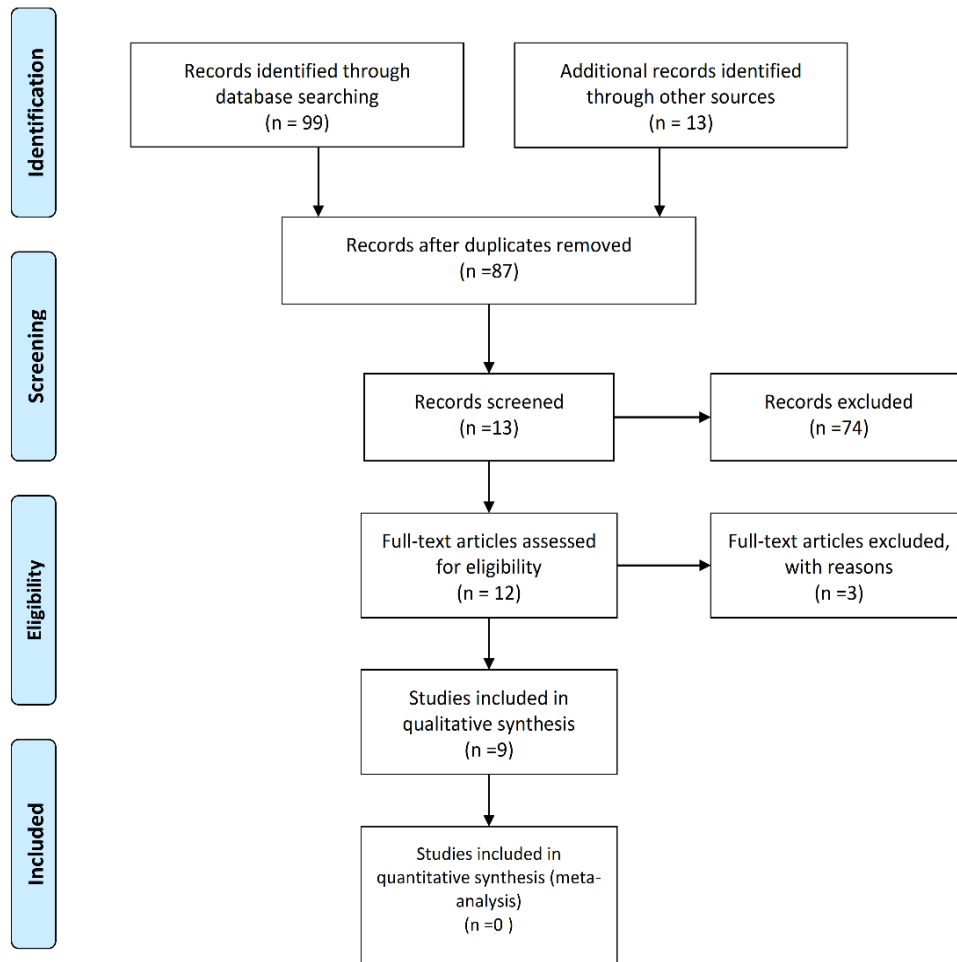 Identification
Records identified through
database searching
(n = 99)
Additional records identified
through other sources
(n = 13)
Records after duplicates removed
(n =87)
Screening
Records screened
(n =13)
Records excluded
(n =74)
Eligibility
Full-text articles assessed
for eligibility
(n = 12)
Full-text articles excluded,
with reasons
(n =3)
Studies included in
qualitative synthesis
(n =9)
Included
Studies included in
quantitative synthesis (meta-
analysis)
(n =0 )